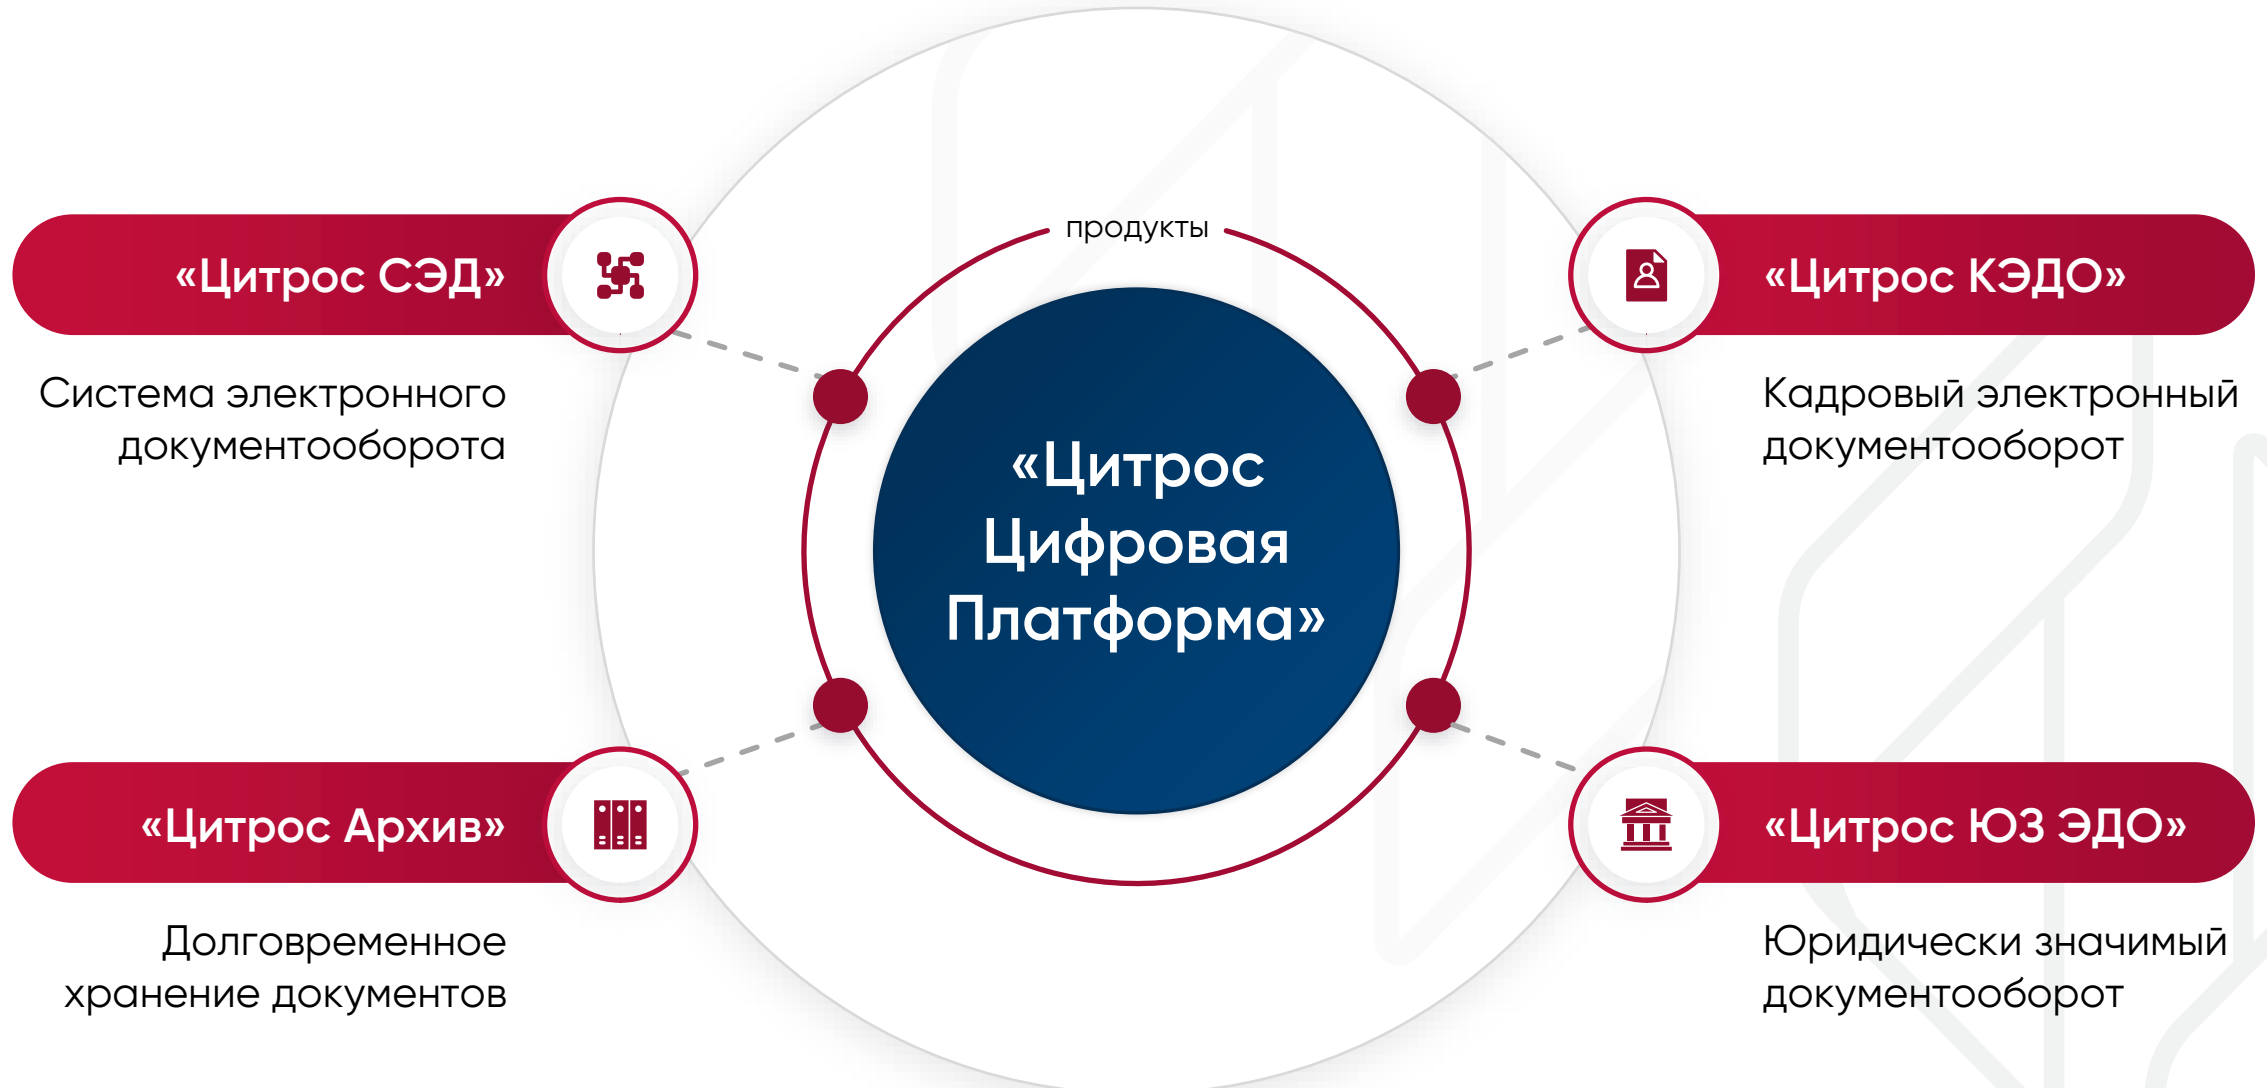 продукты
«Цитрос СЭД»
Система электронного
документооборота
«Цитрос КЭДО»
Кадровый электронный
документооборот
«Цитрос
Цифровая
Платформа»
«Цитрос Архив»
Долговременное
хранение документов
«Цитрос ЮЗ ЭДО»
Юридически значимый
документооборот